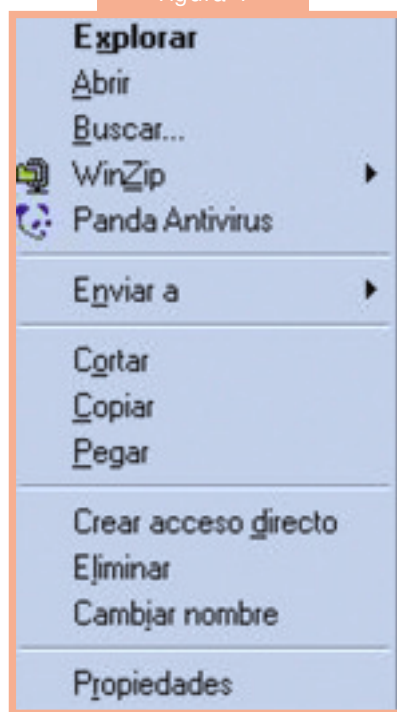 Explorar
Abrir
Buscar...
WinZip
Panda Antivirus
Enviar a
Cortar
Copiar
Pegar
Crear acceso directo
Eliminar
Cambiar nombre
Propiedades